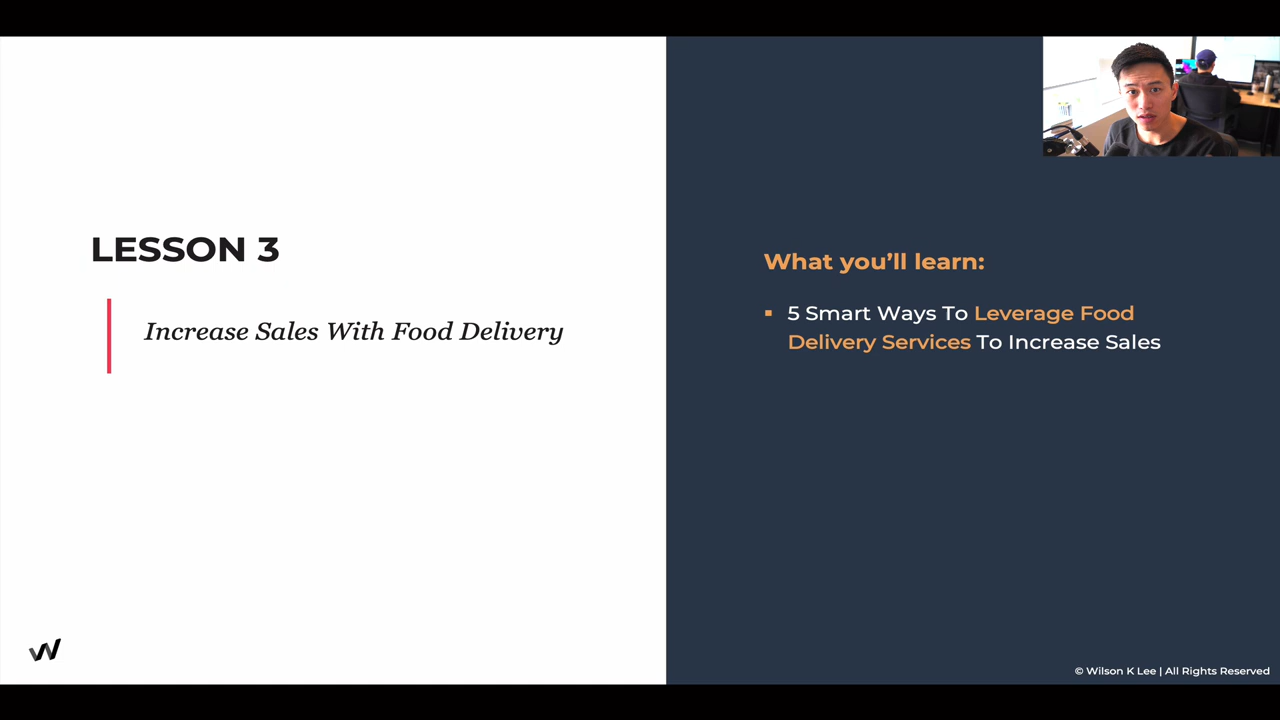 LESSON 3
Increase Sales With Food Delivery
What you'll learn:
▪ 5 Smart Ways To Leverage Food
Delivery Services To Increase Sales
© Wilson K Lee | All Rights Reserved